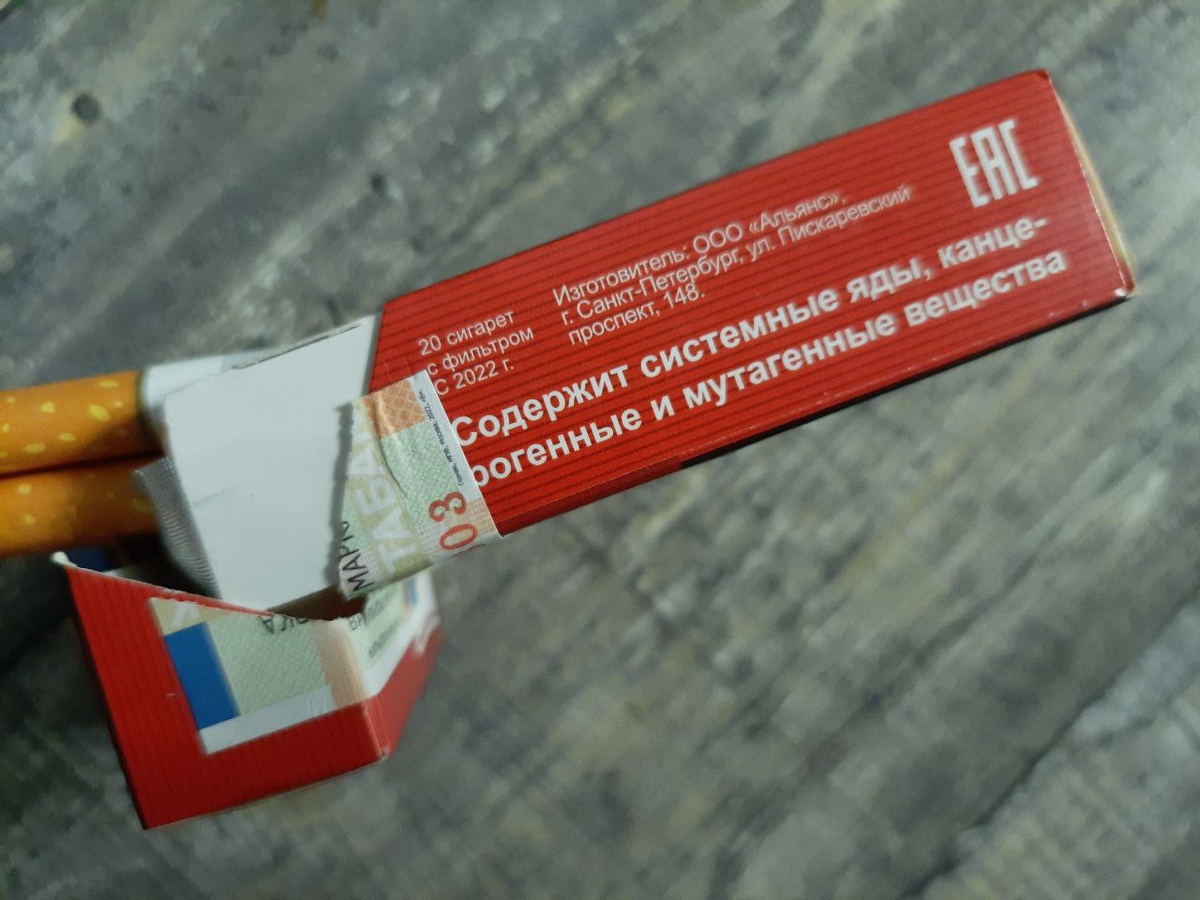 20 сигарет
с фильтром
С 2022 г.
Изготовитель: ООО «Альянс»,
г. Санкт-Петербург, ул. Пискаревский
проспект, 148.
ЕАС
Содержит системные яды, канце-
рогенные и мутагенные вещества
03